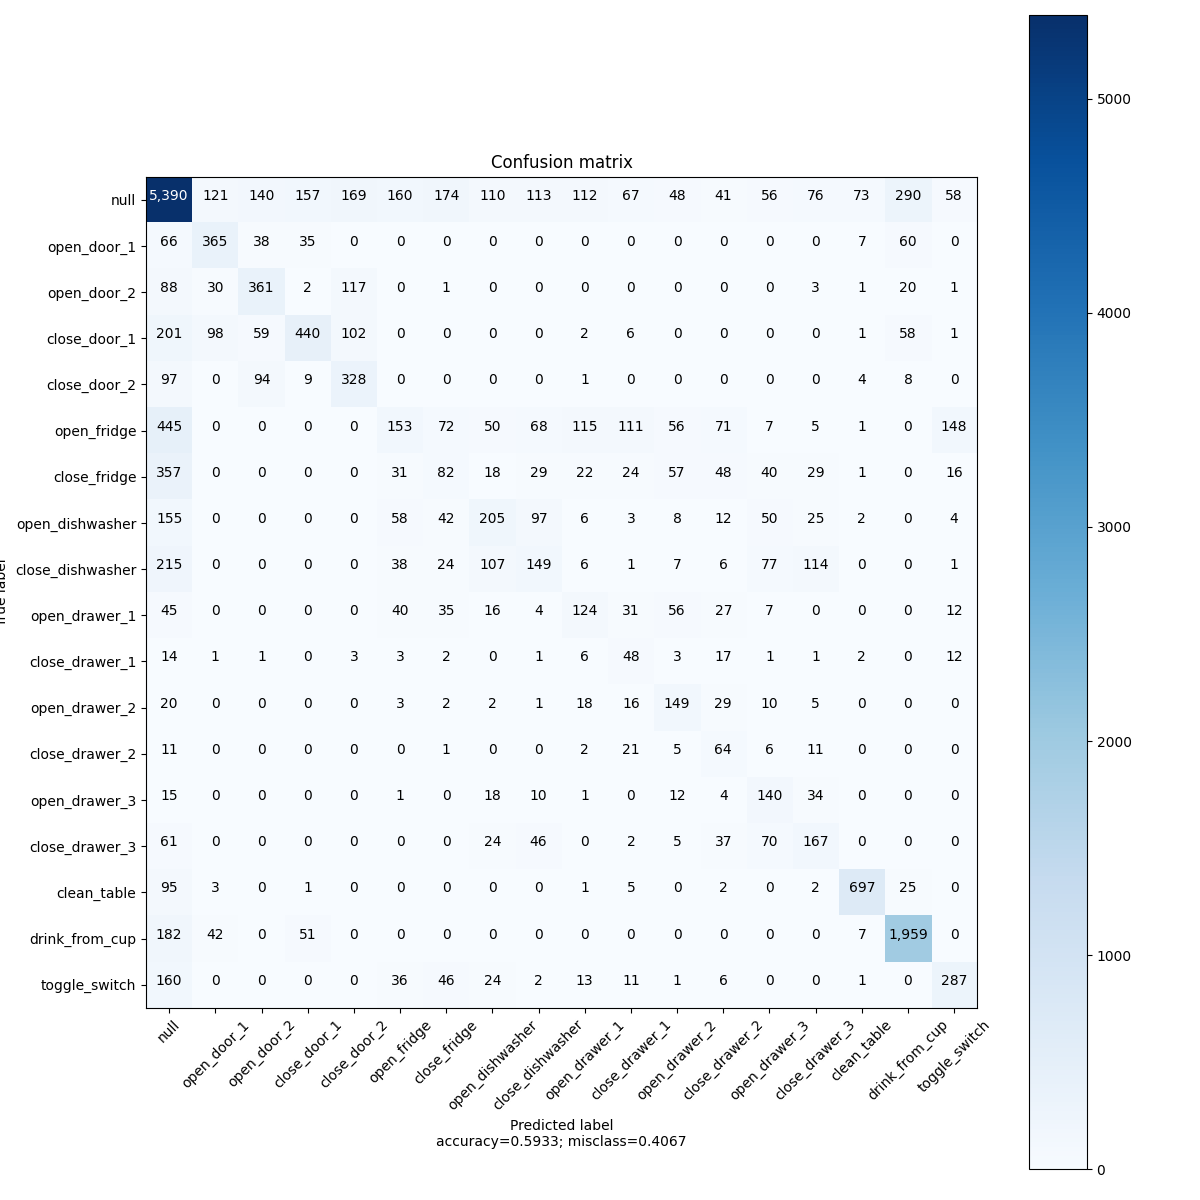 Confusion matrix
null 5,390 121 140 157 169 160 174 110 113 112 67 48 41 56 76 73 290 58
open_door_1 66 365 38 35 0 0 0 0 0 0 0 0 0 0 0 7 60 0
open_door_2 88 30 361 2 117 0 1 0 0 0 0 0 0 0 3 1 20 1
close_door_1 201 98 59 440 102 0 0 0 0 2 6 0 0 0 0 1 58 1
close_door_2 97 0 94 9 328 0 0 0 0 1 0 0 0 0 0 4 8 0
open_fridge 445 0 0 0 0 153 72 50 68 115 111 56 71 7 5 1 0 148
close_fridge 357 0 0 0 0 31 82 18 29 22 24 57 48 40 29 1 0 16
open_dishwasher 155 0 0 0 0 58 42 205 97 6 3 8 12 50 25 2 0 4
close_dishwasher 215 0 0 0 0 38 24 107 149 6 1 7 6 77 114 0 0 1
open_drawer_1 45 0 0 0 0 40 35 16 4 124 31 56 27 7 0 0 0 12
close_drawer_1 14 1 1 0 3 3 2 0 1 6 48 3 17 1 1 2 0 12
open_drawer_2 20 0 0 0 0 3 2 2 1 18 16 149 29 10 5 0 0 0
close_drawer_2 11 0 0 0 0 0 1 0 0 2 21 5 64 6 11 0 0 0
open_drawer_3 15 0 0 0 0 1 0 18 10 1 0 12 4 140 34 0 0 0
close_drawer_3 61 0 0 0 0 0 0 24 46 0 2 5 37 70 167 0 0 0
clean_table 95 3 0 1 0 0 0 0 0 1 5 0 2 0 2 697 25 0
drink_from_cup 182 42 0 51 0 0 0 0 0 0 0 0 0 0 0 7 1,959 0
toggle_switch 160 0 0 0 0 36 46 24 2 13 11 1 6 0 0 1 0 287
null open_door_1 open_door_2 close_door_1 close_door_2 open_fridge close_fridge open_dishwasher close_dishwasher open_drawer_1 close_drawer_1 open_drawer_2 close_drawer_2 open_drawer_3 close_drawer_3 clean_table drink_from_cup toggle_switch
Predicted label
accuracy=0.5933; misclass=0.4067
5000
4000
3000
2000
1000
0